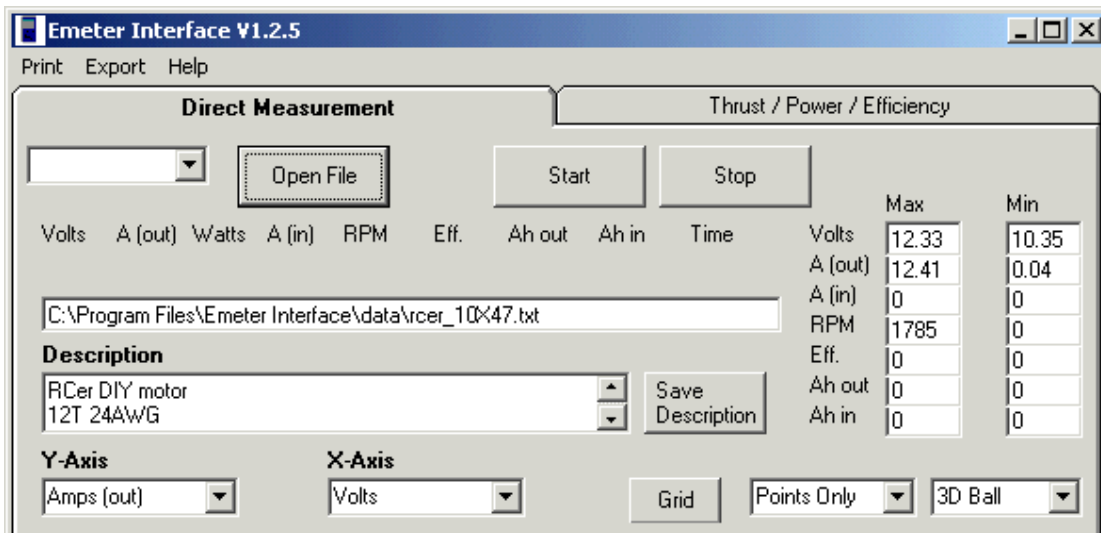 Emeter Interface V1.2.5
Print Export Help
Direct Measurement Thrust / Power / Efficiency
Open File Start Stop
Max Min
Volts A (out) Watts A (in) RPM Eff. Ah out Ah in Time Volts 12.33 10.35
A (out) 12.41 0.04
A (in) 0 0
C:\Program Files\Emeter Interface\data\rcer_10X47.txt RPM 1785 0
Description Eff. 0 0
RCer DIY motor Save Ah out 0 0
12T 24AWG Description Ah in 0 0
Y-Axis X-Axis
Amps (out) Volts Grid Points Only 3D Ball